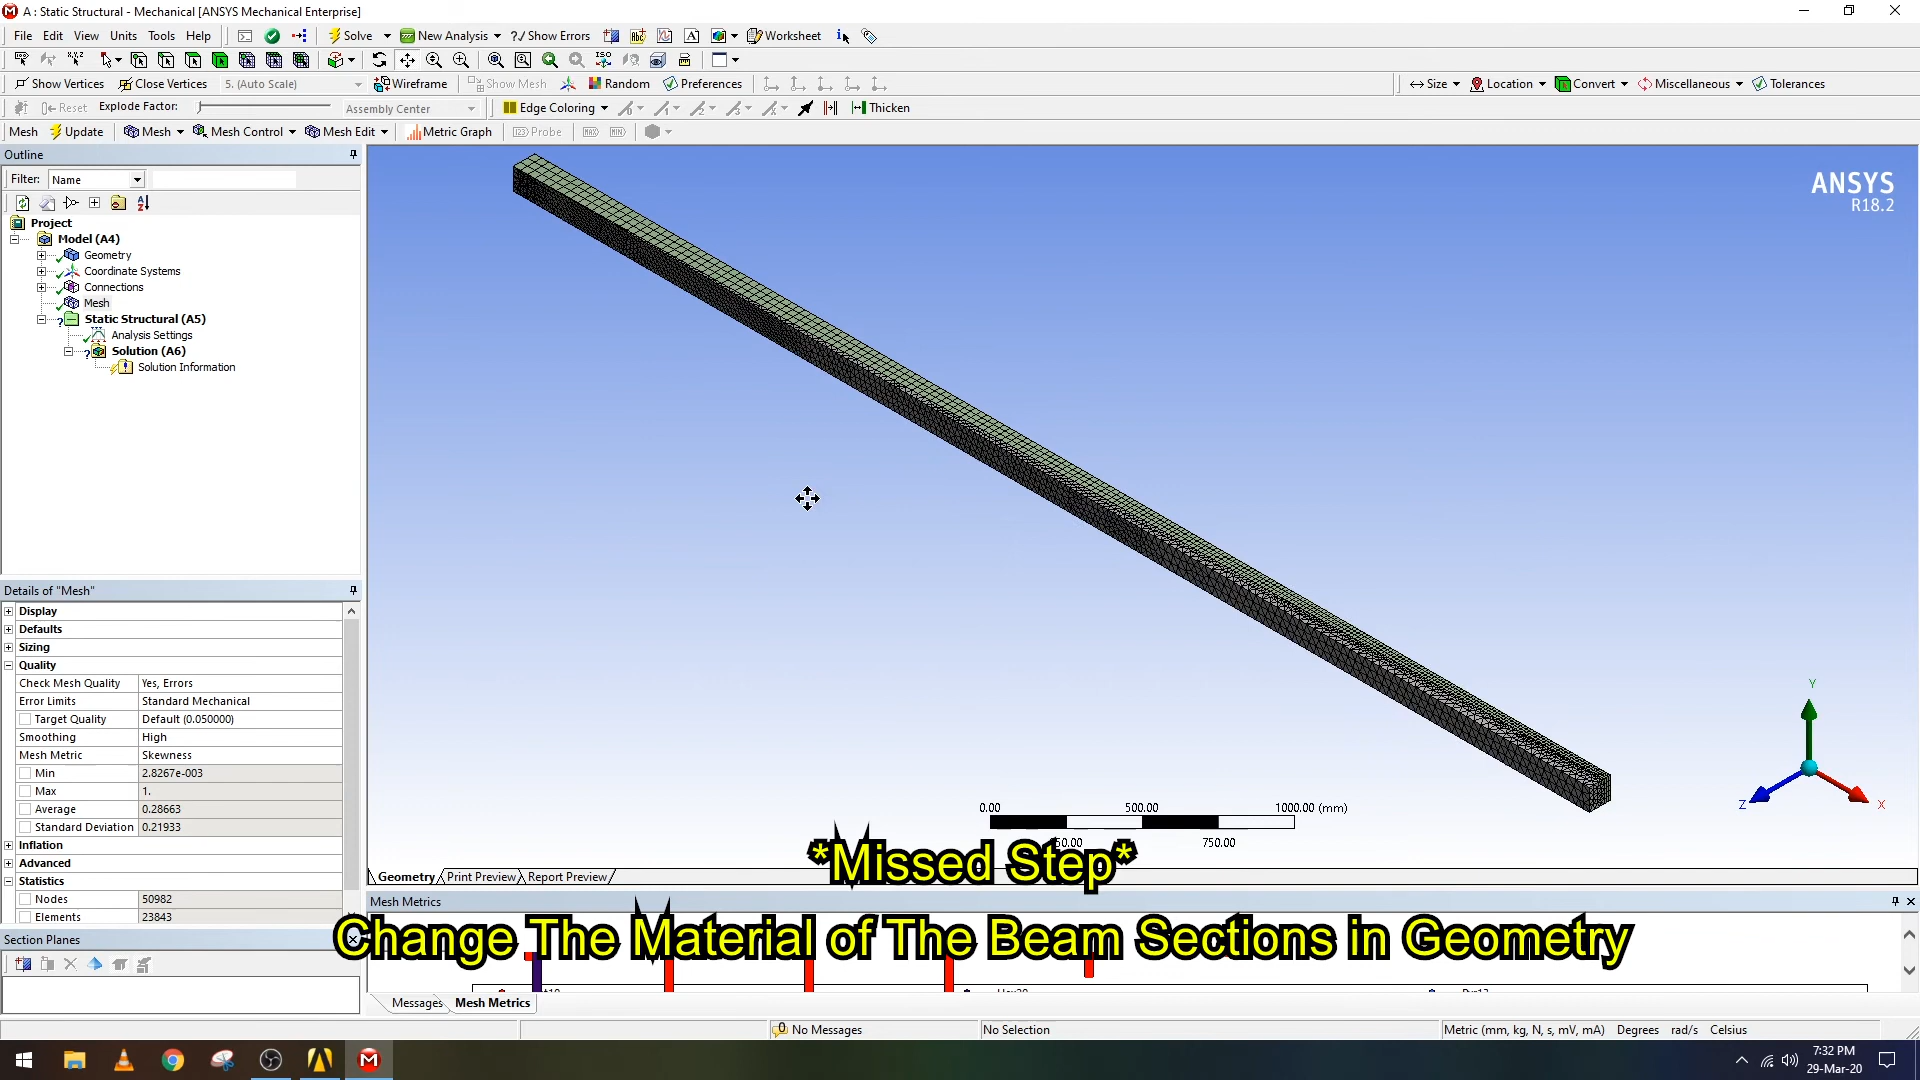 A : Static Structural - Mechanical [ANSYS Mechanical Enterprise]
File Edit View Units Tools Help Solve New Analysis Show Errors Worksheet
Show Vertices Close Vertices 5. (Auto Scale) Wireframe Show Mesh Random Preferences Size Location Convert Miscellaneous Tolerances
Reset Explode Factor: Assembly Center Edge Coloring Thicken
Mesh Update Mesh Mesh Control Mesh Edit Metric Graph Probe
Outline
Filter: Name
Project
Model (A4)
Geometry
Coordinate Systems
Connections
Mesh
Static Structural (A5)
Analysis Settings
Solution (A6)
Solution Information
ANSYS
R18.2
Details of "Mesh"
Display
Defaults
Sizing
Quality
Check Mesh Quality Yes, Errors
Error Limits Standard Mechanical
Target Quality Default (0.050000)
Smoothing High
Mesh Metric Skewness
Min 2.8267e-003
Max 1.
Average 0.28663
Standard Deviation 0.21933
Inflation
Advanced
Statistics
Nodes 50982
Elements 23843
Y
Z
X
0.00 500.00 1000.00 (mm)
750.00
*Missed Step*
Geometry Print Preview Report Preview
Mesh Metrics
Change The Material of The Beam Sections in Geometry
Section Planes
Messages Mesh Metrics
0 No Messages No Selection Metric (mm, kg, N, s, mV, mA) Degrees rad/s Celsius
7:32 PM
29-Mar-20